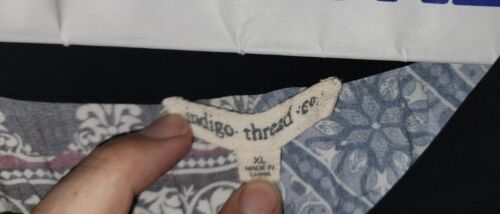 indigo. thread .co.
XL
MADE IN
CHINA